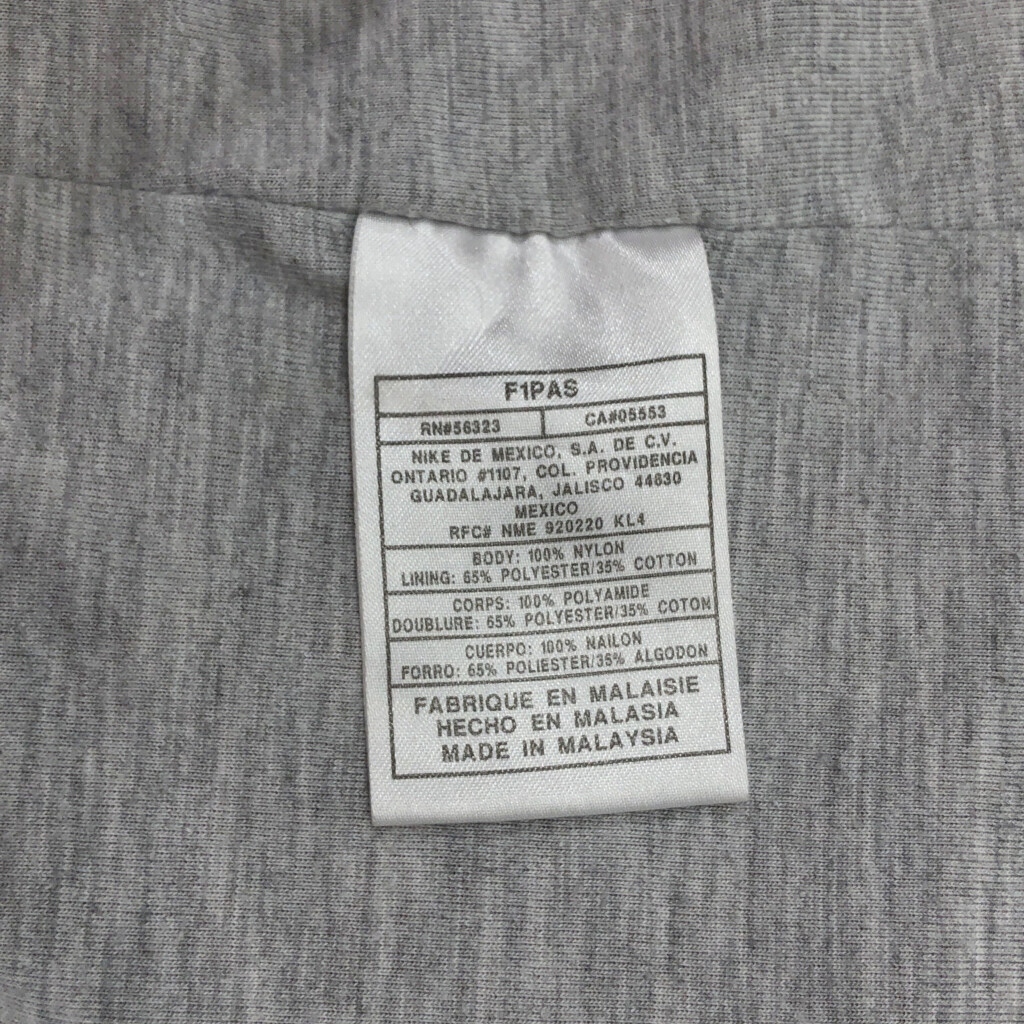 F1PAS
RN#56323 CA#05553
NIKE DE MEXICO, S.A. DE C.V.
ONTARIO #1107, COL. PROVIDENCIA
GUADALAJARA, JALISCO 44630
MEXICO
RFC# NME 920220 KL4
BODY: 100% NYLON
LINING: 65% POLYESTER/35% COTTON
CORPS: 100% POLYAMIDE
DOUBLURE: 65% POLYESTER/35% COTON
CUERPO: 100% NAILON
FORRO: 65% POLIESTER/35% ALGODON
FABRIQUE EN MALAISIE
HECHO EN MALASIA
MADE IN MALAYSIA